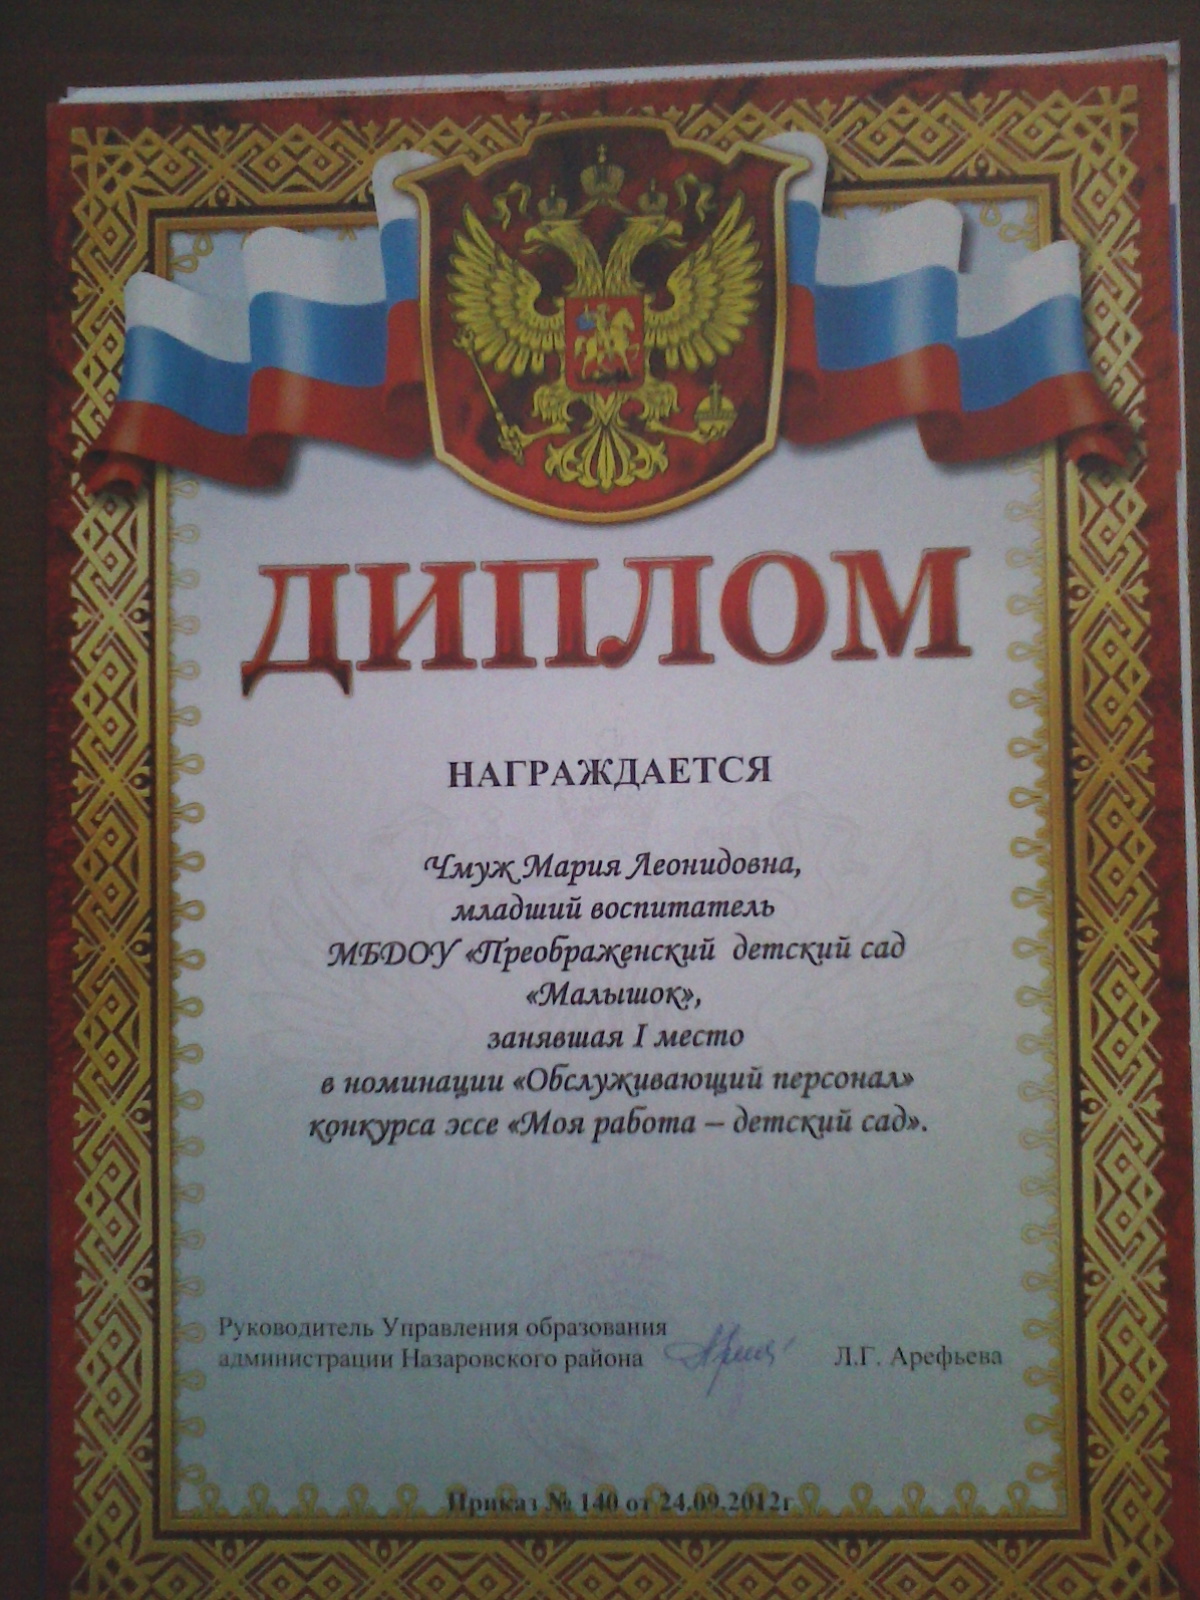 ДИПЛОМ
НАГРАЖДАЕТСЯ
Чмуж Мария Леонидовна,
младший воспитатель
МБДОУ «Преображенский детский сад
«Малышок»,
занявшая I место
в номинации «Обслуживающий персонал»
конкурса эссе «Моя работа – детский сад».
Руководитель Управления образования
администрации Назаровского района Л.Г. Арефьева
Приказ № 140 от 24.09.2012г